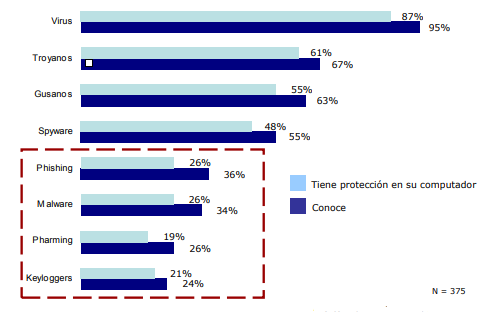 Virus 87%
95%
Troyanos 61%
67%
Gusanos 55%
63%
Spyware 48%
55%
Phishing 26%
36%
Malware 26%
34%
Pharming 19%
26%
Keyloggers 21%
24%
Tiene protección en su computador
Conoce
N = 375